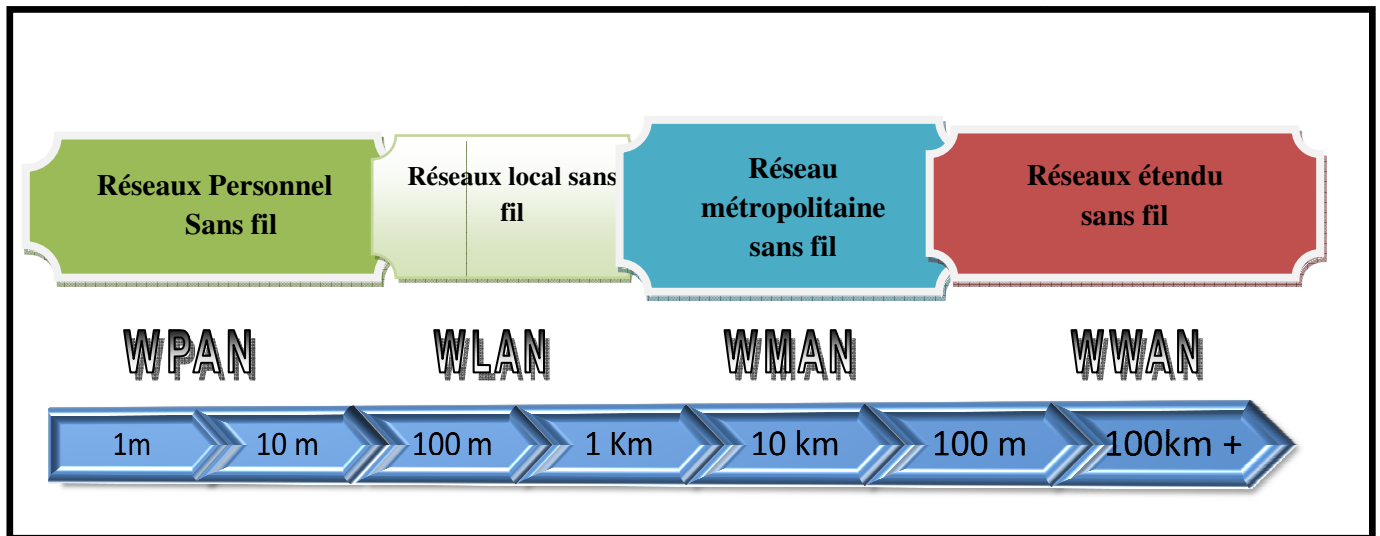 Réseaux Personnel
Sans fil
Réseaux local sans
fil
Réseau
métropolitaine
sans fil
Réseaux étendu
sans fil
WPAN
WLAN
WMAN
WWAN
1m
10 m
100 m
1 Km
10 km
100 m
100km +